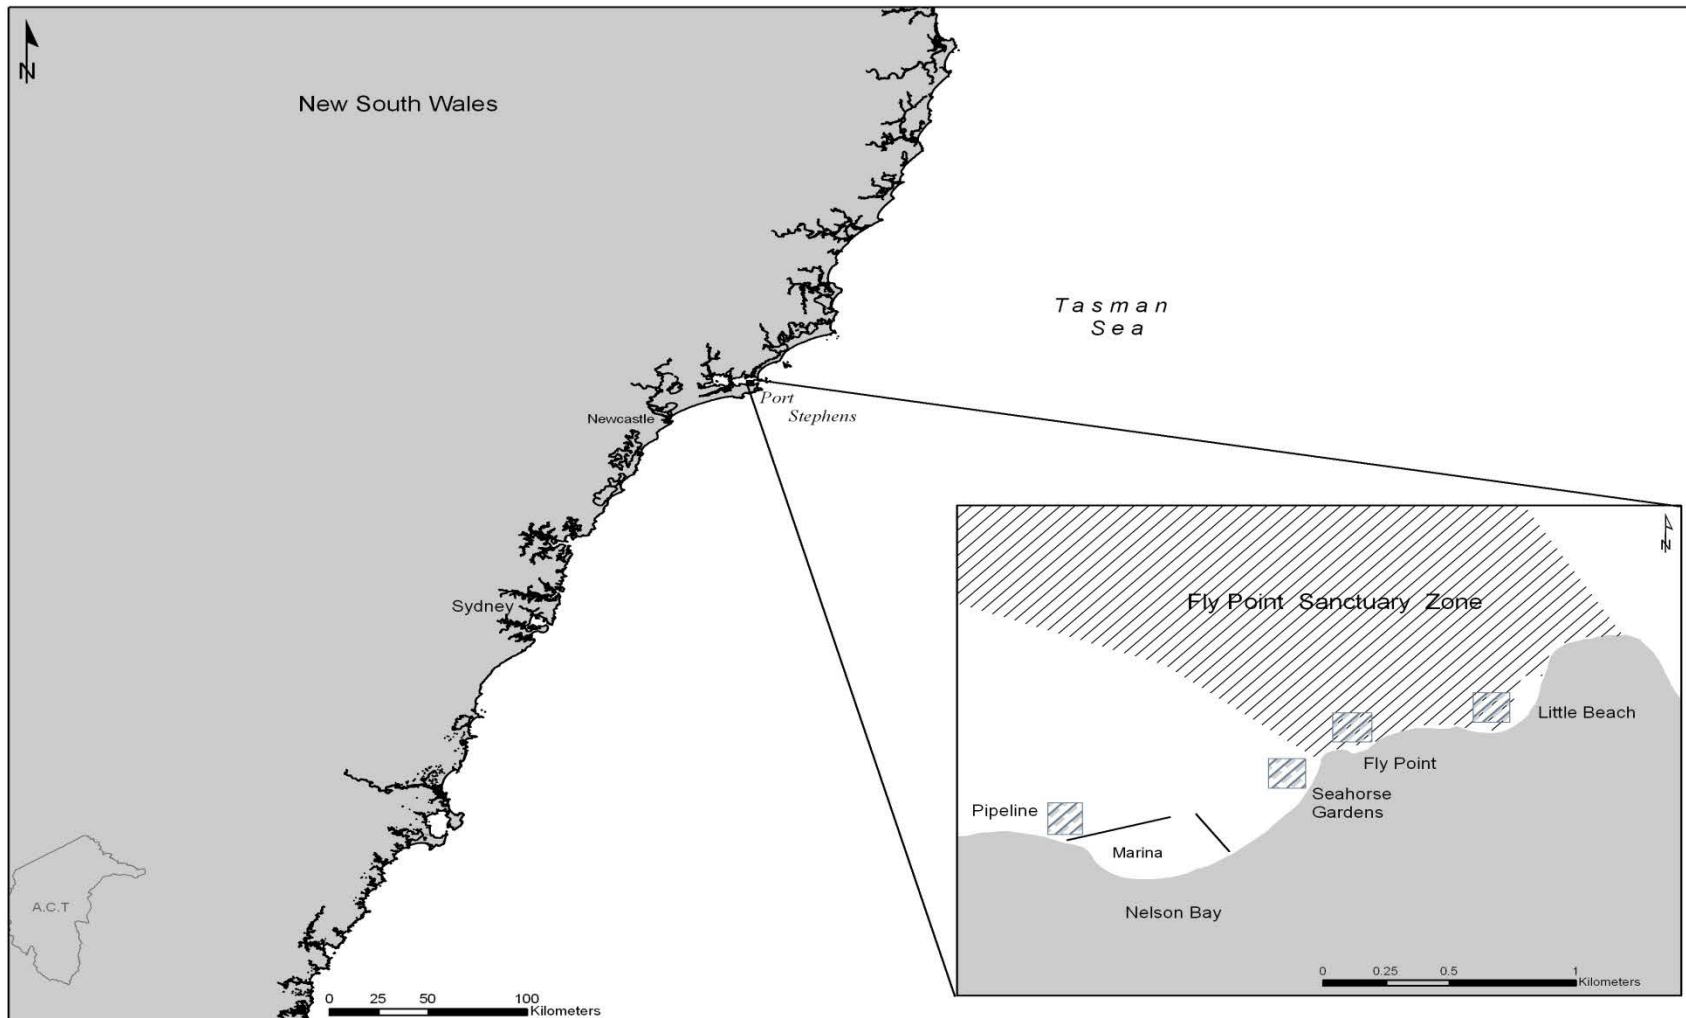 N
New South Wales
Tasman
Sea
Port
Stephens
Newcastle
Sydney
A.C.T
0 25 50 100
Kilometers
N
Fly Point Sanctuary Zone
Little Beach
Fly Point
Seahorse
Gardens
Pipeline
Marina
Nelson Bay
0 0.25 0.5 1
Kilometers